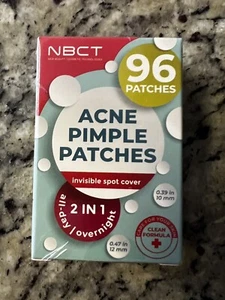 NBCT
96
PATCHES
ACNE
PIMPLE
PATCHES
invisible spot cover
2 IN 1
all-day / overnight
0.39 in
10 mm
0.47 in
12 mm
CLEAN
FORMULA